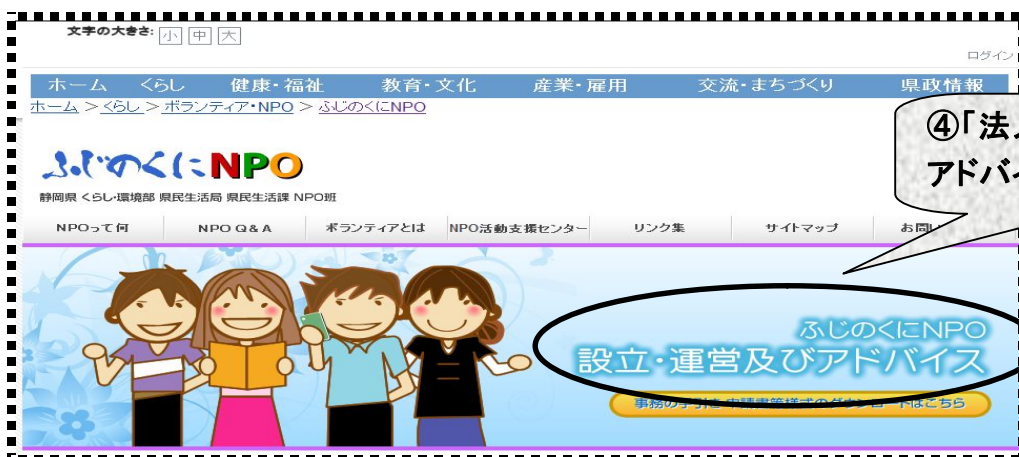 文字の大きさ: 小 中 大
ログイン
ホーム くらし 健康・福祉 教育・文化 産業・雇用 交流・まちづくり 県政情報
ホーム > くらし > ボランティア・NPO > ふじのくにNPO
④「法
アドバイ
ふじのくにNPO
静岡県 くらし・環境部 県民生活局 県民生活課 NPO班
NPOって何 NPO Q&A ボランティアとは NPO活動支援センター リンク集 サイトマップ お問い
ふじのくにNPO
設立・運営及びアドバイス
事務の手引き・申請書等様式のダウンロードはこちら